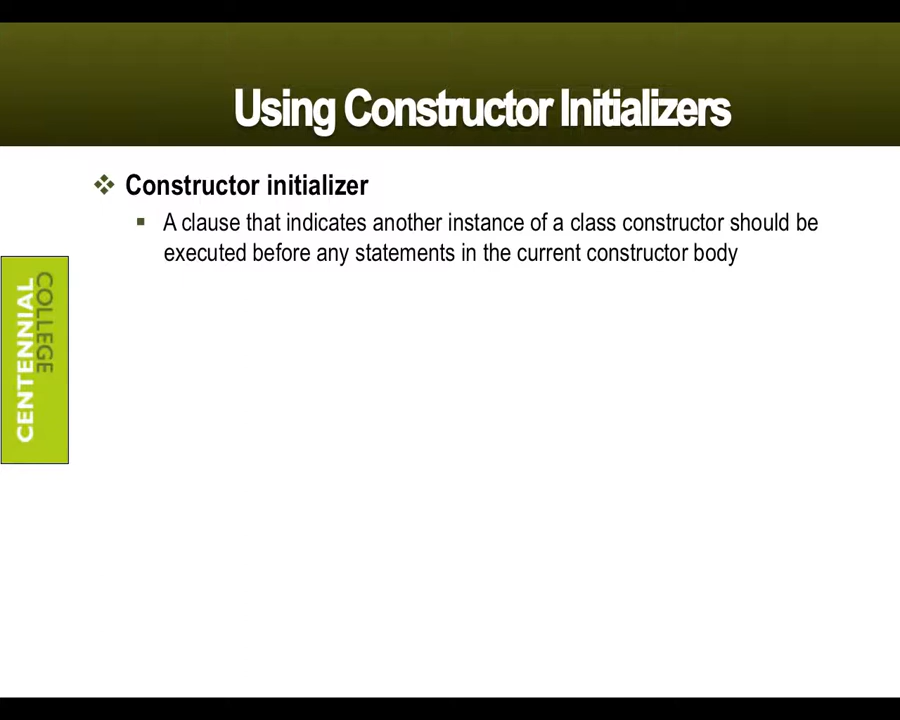 Using Constructor Initializers
Constructor initializer
A clause that indicates another instance of a class constructor should be
executed before any statements in the current constructor body
CENTENNIAL
COLLEGE